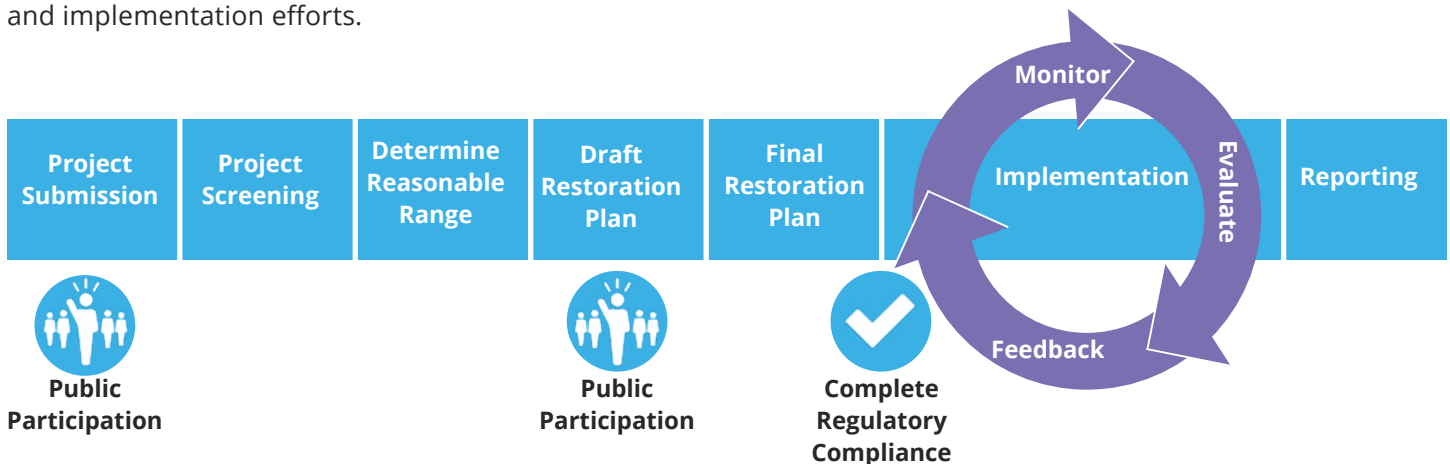 and implementation efforts.
Monitor
Project
Submission
Project
Screening
Determine
Reasonable
Range
Draft
Restoration
Plan
Final
Restoration
Plan
Implementation
Evaluate
Reporting
Feedback
Public
Participation
Public
Participation
Complete
Regulatory
Compliance